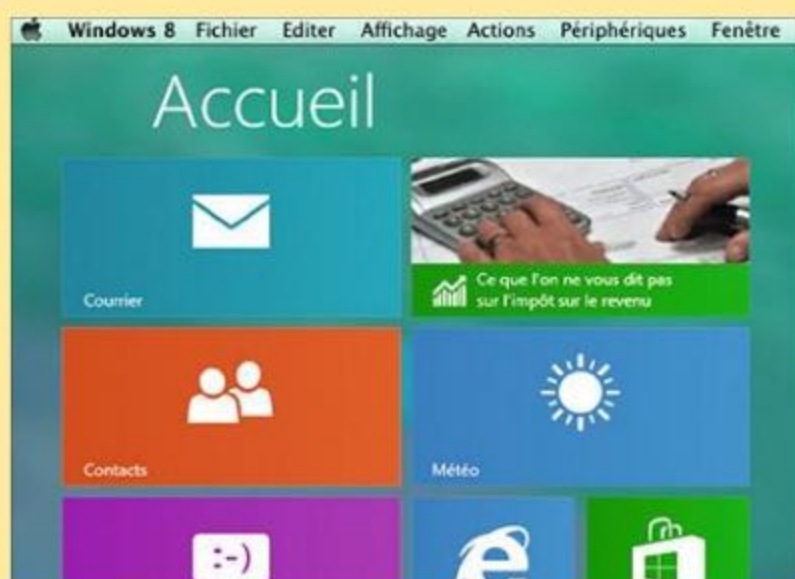 Windows 8 Fichier Editer Affichage Actions Périphériques Fenêtre
Accueil
Courrier
Ce que l'on ne vous dit pas
sur l'impôt sur le revenu
Contacts
Météo
:-)